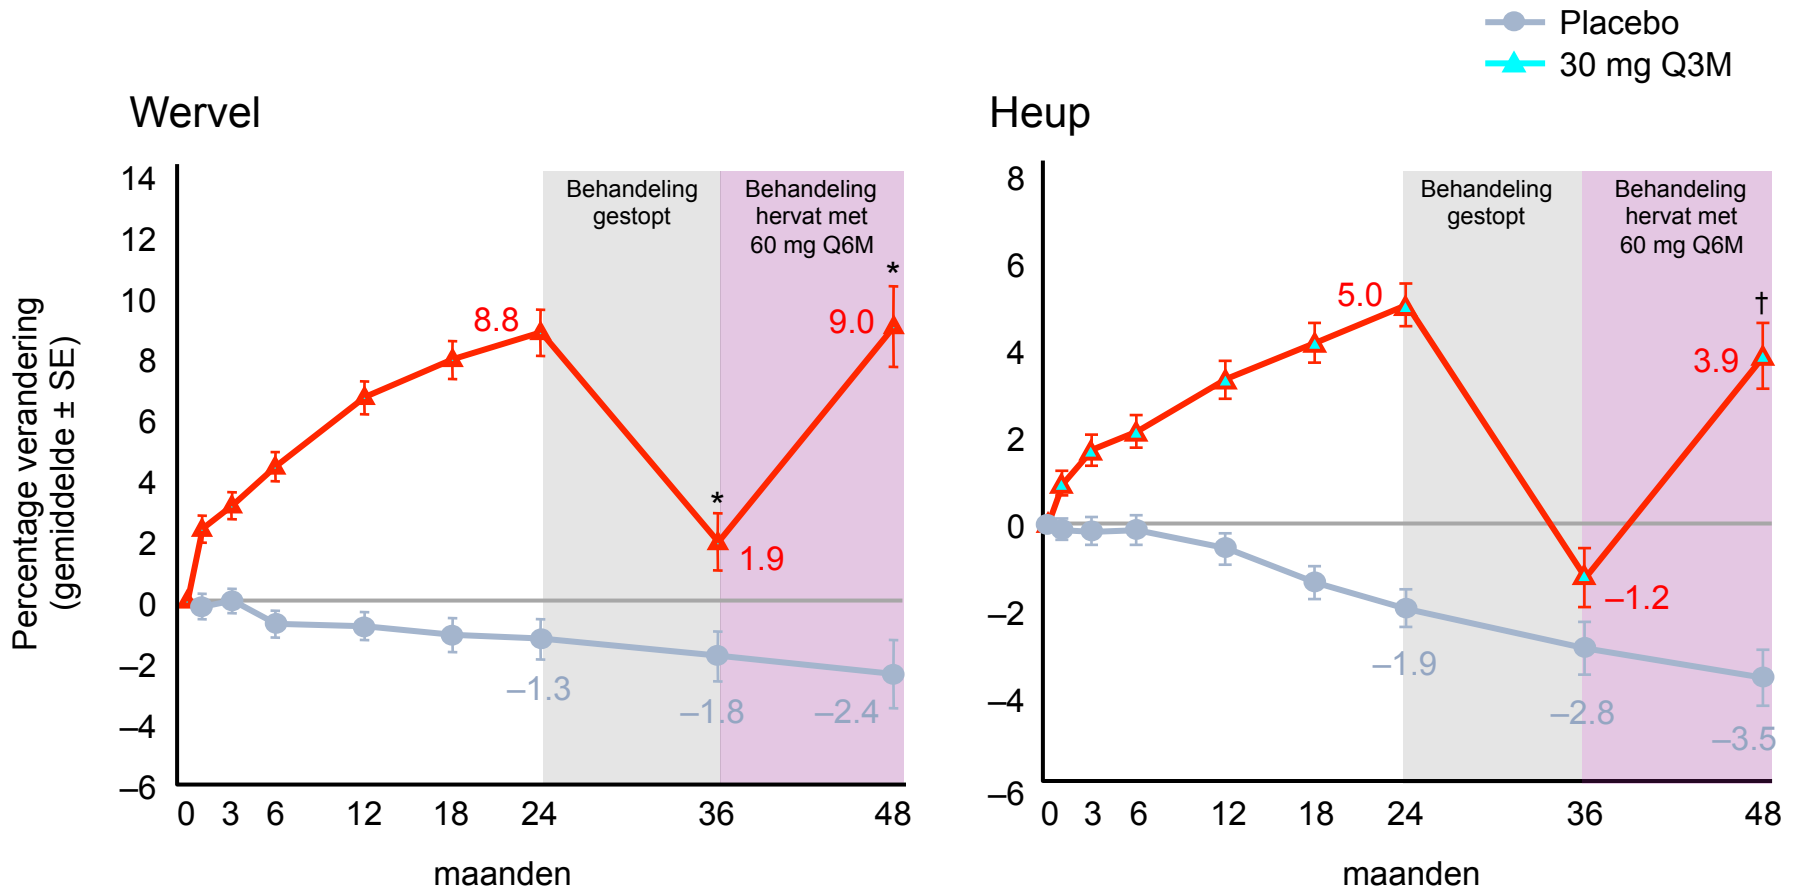 Placebo
30 mg Q3M
Wervel
Percentage verandering
(gemiddelde ± SE)
14
12
10
8
6
4
2
0
–2
–4
–6
Behandeling
gestopt
Behandeling
hervat met
60 mg Q6M
8.8
*
1.9
*
9.0
–1.3
–1.8
–2.4
0 3 6 12 18 24 36 48
maanden
Heup
8
6
4
2
0
–2
–4
–6
Behandeling
gestopt
Behandeling
hervat met
60 mg Q6M
5.0
–1.2
†
3.9
–1.9
–2.8
–3.5
0 3 6 12 18 24 36 48
maanden